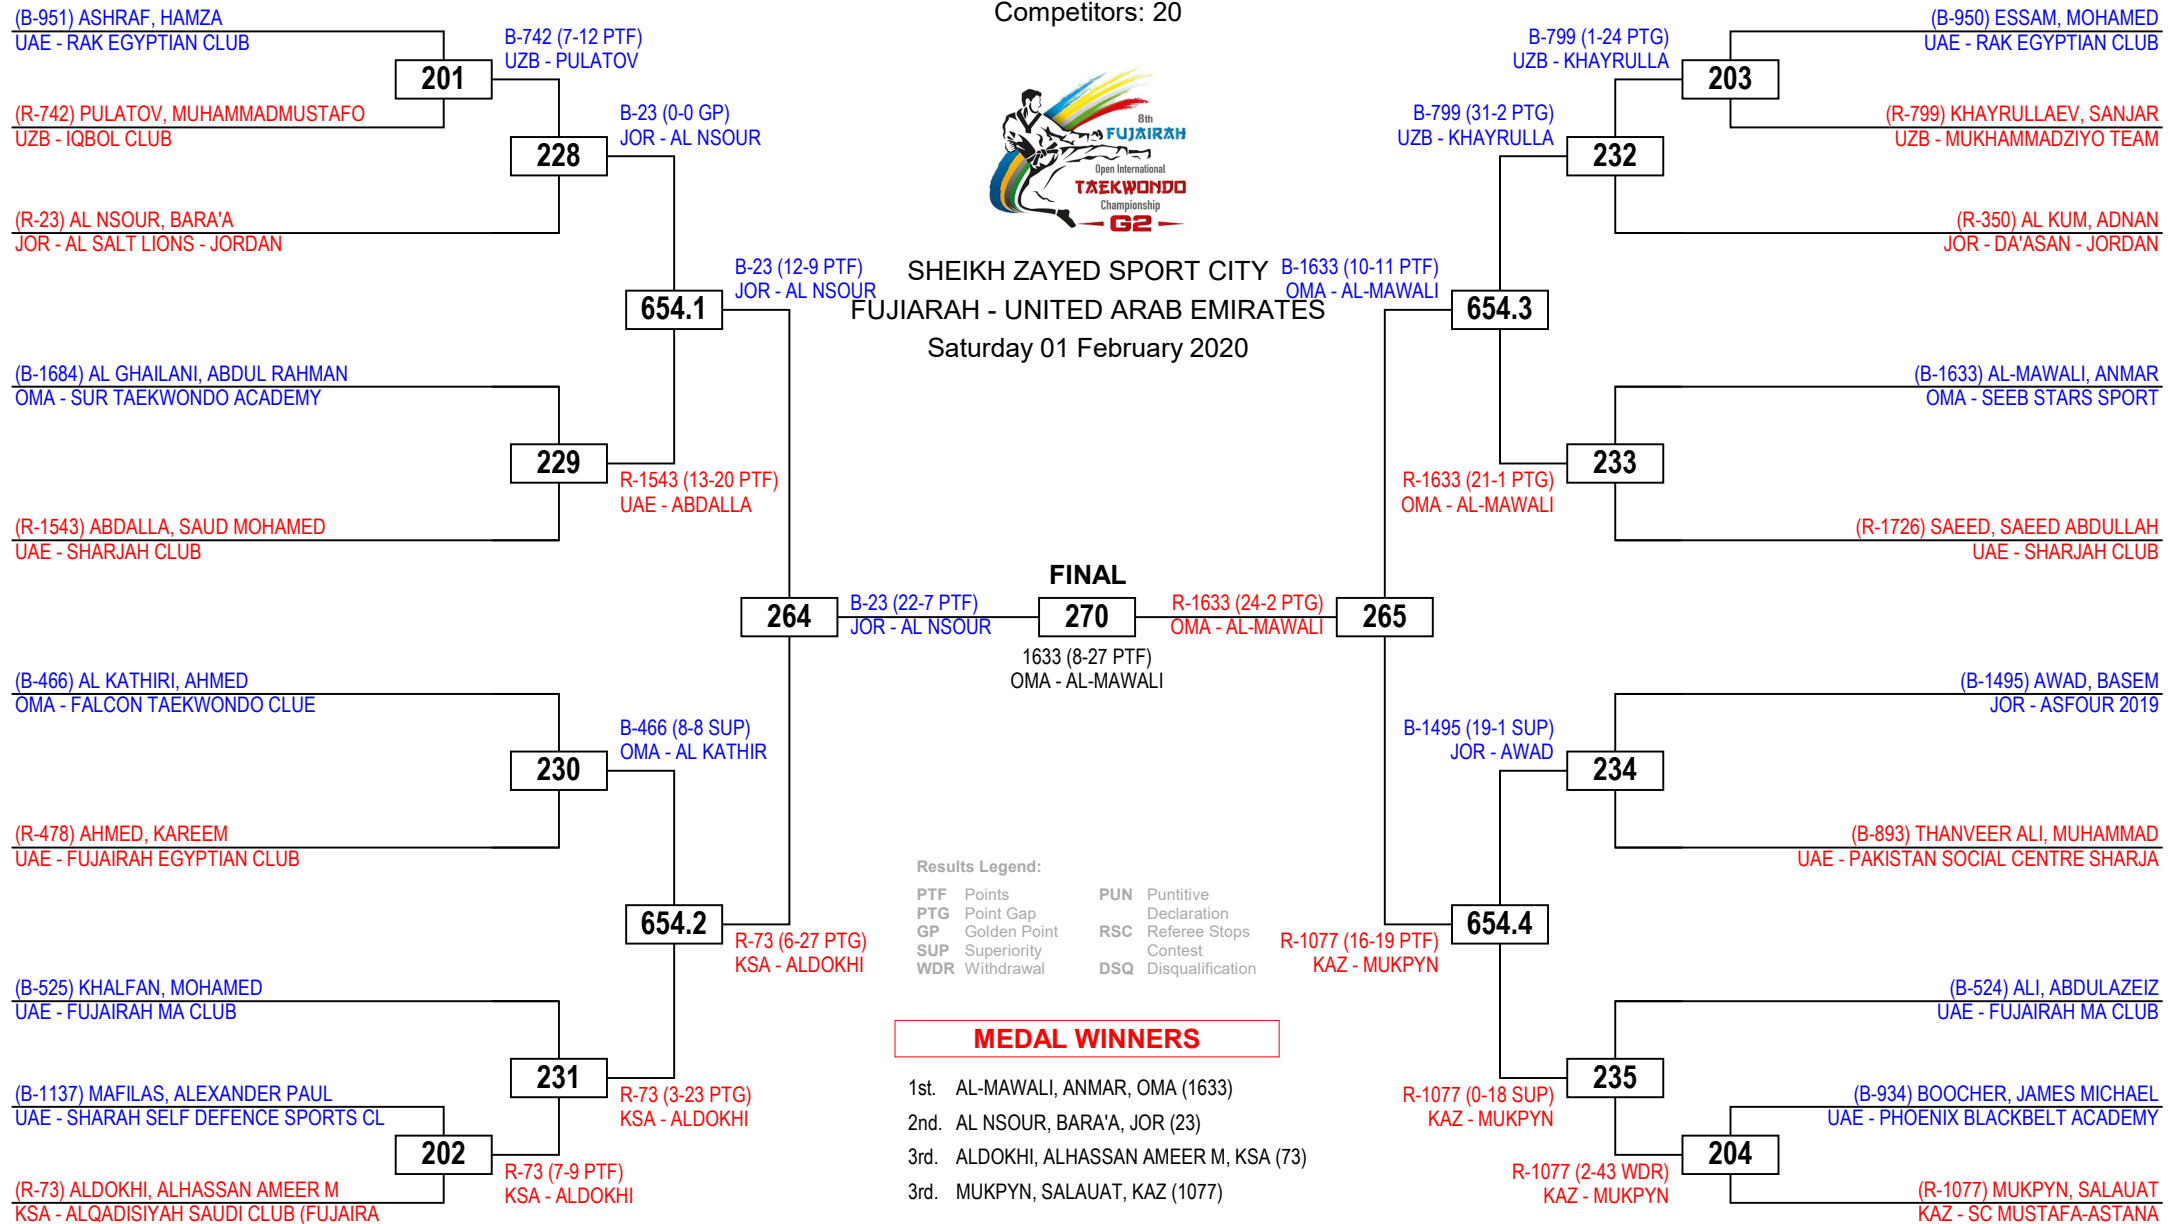 Competitors: 20
8th
FUJAIRAH
Open International
TAEKWONDO
Championship
G2
SHEIKH ZAYED SPORT CITY
FUJIARAH - UNITED ARAB EMIRATES
Saturday 01 February 2020
(B-951) ASHRAF, HAMZA
UAE - RAK EGYPTIAN CLUB
201
(R-742) PULATOV, MUHAMMADMUSTAFO
UZB - IQBOL CLUB
B-742 (7-12 PTF)
UZB - PULATOV
228
(R-23) AL NSOUR, BARA'A
JOR - AL SALT LIONS - JORDAN
B-23 (0-0 GP)
JOR - AL NSOUR
654.1
B-23 (12-9 PTF)
JOR - AL NSOUR
(B-1684) AL GHAILANI, ABDUL RAHMAN
OMA - SUR TAEKWONDO ACADEMY
229
R-1543 (13-20 PTF)
UAE - ABDALLA
(R-1543) ABDALLA, SAUD MOHAMED
UAE - SHARJAH CLUB
264
B-23 (22-7 PTF)
JOR - AL NSOUR
(B-466) AL KATHIRI, AHMED
OMA - FALCON TAEKWONDO CLUE
230
B-466 (8-8 SUP)
OMA - AL KATHIR
(R-478) AHMED, KAREEM
UAE - FUJAIRAH EGYPTIAN CLUB
654.2
R-73 (6-27 PTG)
KSA - ALDOKHI
(B-525) KHALFAN, MOHAMED
UAE - FUJAIRAH MA CLUB
231
R-73 (3-23 PTG)
KSA - ALDOKHI
(B-1137) MAFILAS, ALEXANDER PAUL
UAE - SHARAH SELF DEFENCE SPORTS CL
202
R-73 (7-9 PTF)
KSA - ALDOKHI
(R-73) ALDOKHI, ALHASSAN AMEER M
KSA - ALQADISIYAH SAUDI CLUB (FUJAIRA
FINAL
270
1633 (8-27 PTF)
OMA - AL-MAWALI
R-1633 (24-2 PTG)
OMA - AL-MAWALI
265
(B-950) ESSAM, MOHAMED
UAE - RAK EGYPTIAN CLUB
B-799 (1-24 PTG)
UZB - KHAYRULLA
203
(R-799) KHAYRULLAEV, SANJAR
UZB - MUKHAMMADZIYO TEAM
B-799 (31-2 PTG)
UZB - KHAYRULLA
232
(R-350) AL KUM, ADNAN
JOR - DA'ASAN - JORDAN
B-1633 (10-11 PTF)
OMA - AL-MAWALI
654.3
(B-1633) AL-MAWALI, ANMAR
OMA - SEEB STARS SPORT
233
R-1633 (21-1 PTG)
OMA - AL-MAWALI
(R-1726) SAEED, SAEED ABDULLAH
UAE - SHARJAH CLUB
(B-1495) AWAD, BASEM
JOR - ASFOUR 2019
B-1495 (19-1 SUP)
JOR - AWAD
234
(B-893) THANVEER ALI, MUHAMMAD
UAE - PAKISTAN SOCIAL CENTRE SHARJA
R-1077 (16-19 PTF)
KAZ - MUKPYN
654.4
(B-524) ALI, ABDULAZEIZ
UAE - FUJAIRAH MA CLUB
R-1077 (0-18 SUP)
KAZ - MUKPYN
235
(B-934) BOOCHER, JAMES MICHAEL
UAE - PHOENIX BLACKBELT ACADEMY
R-1077 (2-43 WDR)
KAZ - MUKPYN
204
(R-1077) MUKPYN, SALAUAT
KAZ - SC MUSTAFA-ASTANA
Results Legend:
PTF Points
PTG Point Gap
GP Golden Point
SUP Superiority
WDR Withdrawal
PUN Puntitive
Declaration
RSC Referee Stops
Contest
DSQ Disqualification
MEDAL WINNERS
1st. AL-MAWALI, ANMAR, OMA (1633)
2nd. AL NSOUR, BARA'A, JOR (23)
3rd. ALDOKHI, ALHASSAN AMEER M, KSA (73)
3rd. MUKPYN, SALAUAT, KAZ (1077)